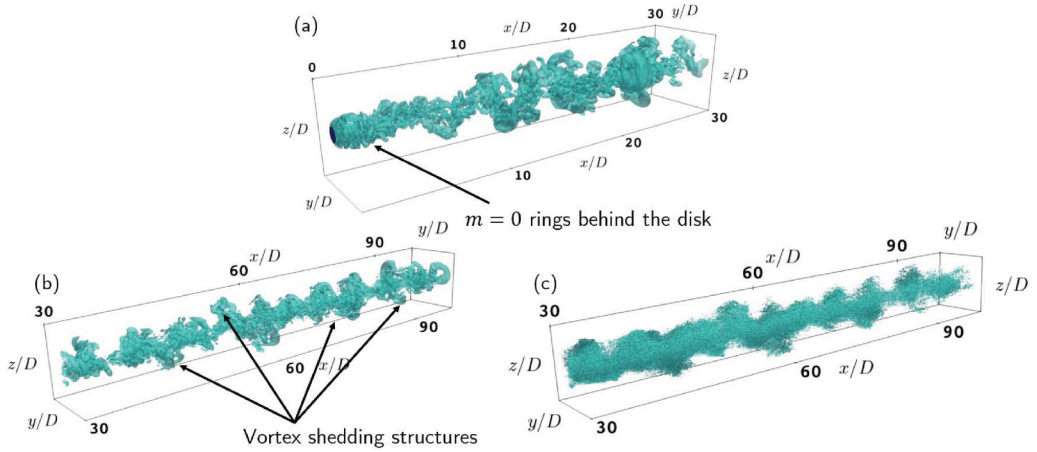 (a)
x/D
30
y/D
20
10
0
z/D
z/D
30
20
x/D
10
y/D
m = 0 rings behind the disk
(b)
y/D
90
x/D
60
30
z/D
90
x/D
60
y/D
30
Vortex shedding structures
(c)
y/D
90
x/D
60
30
z/D
z/D
90
x/D
60
y/D
30